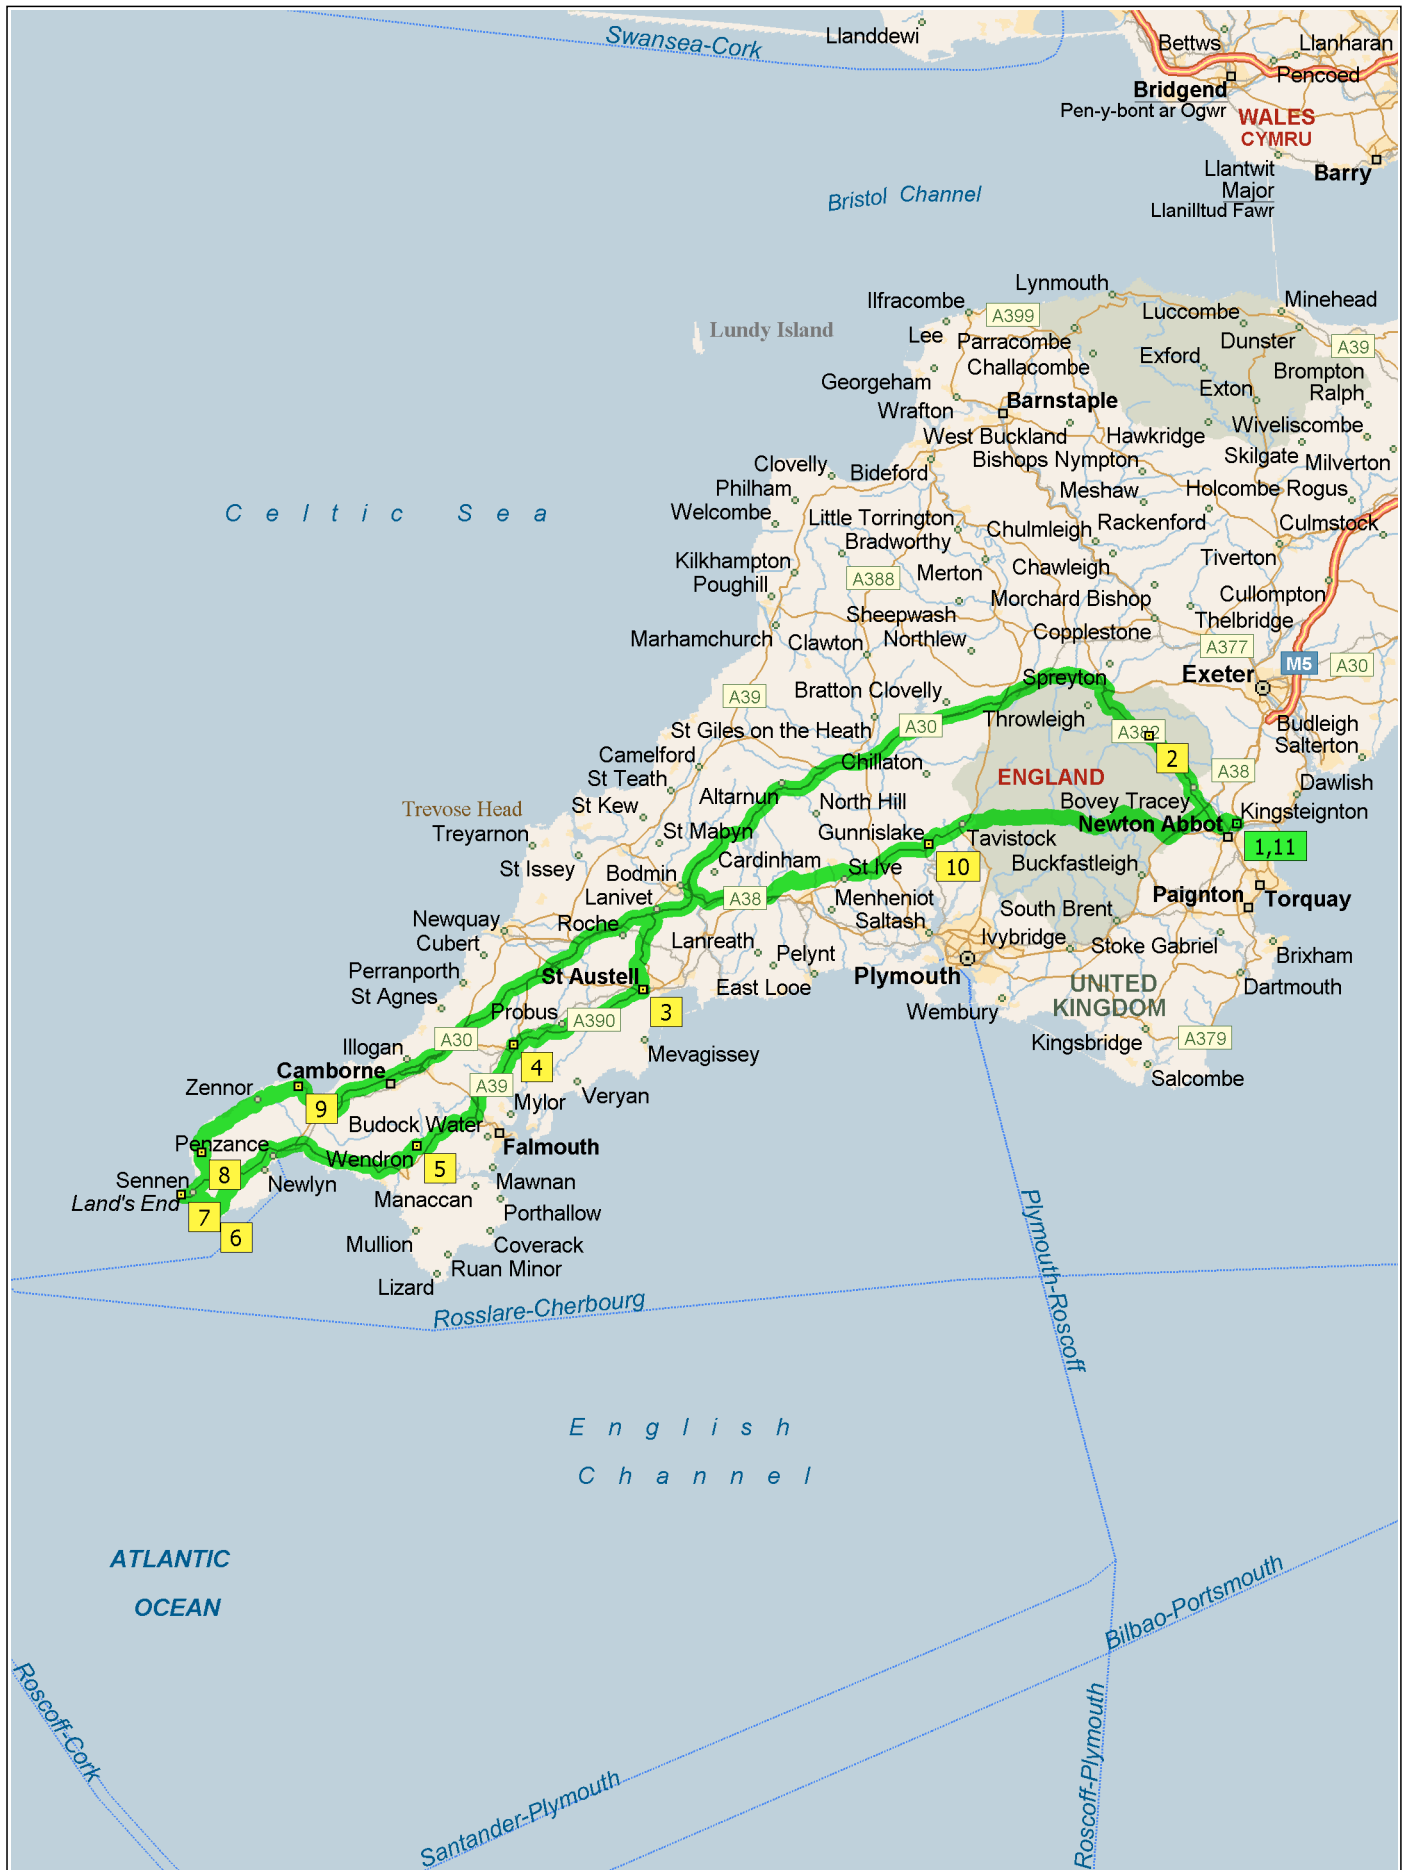 Swansea-Cork
Llanddewi
Bettws
Llanharan
Pencoed
Bridgend
Pen-y-bont ar Ogwr
WALES
CYMRU
Llantwit
Major
Llanilltud Fawr
Barry
Bristol Channel
Lynmouth
Ilfracombe
A399
Minehead
Luccombe
Lundy Island
Lee
Parracombe
Dunster
A39
Challacombe
Exford
Georgeham
Exton
Brompton
Ralph
Wrafton
Barnstaple
West Buckland
Hawkridge
Wiveliscombe
Clovelly
Bideford
Bishops Nympton
Skilgate
Milverton
Philham
Meshaw
Holcombe Rogus
Celtic Sea
Welcombe
Little Torrington
Chulmleigh
Rackenford
Culmstock
Bradworthy
Kilkhampton
Tiverton
Poughill
A388
Merton
Chawleigh
Cullompton
Sheepwash
Morchard Bishop
Thelbridge
Marhamchurch
Clawton
Northlew
Copplestone
A377
M5
A30
Spreyton
Exeter
A39
Bratton Clovelly
Throwleigh
St Giles on the Heath
A30
A382
Budleigh
Salterton
Camelford
2
St Teath
Chillaton
ENGLAND
A38
Dawlish
Trevose Head
St Kew
Altarnun
North Hill
Bovey Tracey
Kingsteignton
Treyarnon
St Mabyn
Gunnislake
Tavistock
Newton Abbot
1,11
St Issey
Bodmin
Cardinham
St Ive
10
Buckfastleigh
Lanivet
A38
Menheniot
Paignton
Torquay
Newquay
Roche
Saltash
South Brent
Cubert
Lanreath
Pelynt
Ivybridge
Stoke Gabriel
Brixham
Perranporth
St Austell
East Looe
Plymouth
UNITED
KINGDOM
Dartmouth
St Agnes
Probus
A390
3
Wembury
A30
Kingsbridge
A379
Illogan
Mevagissey
Camborne
4
Salcombe
Zennor
A39
9
Mylor
Veryan
Budock Water
Penzance
Falmouth
Wendron
5
Sennen
8
Newlyn
Mawnan
Land's End
Manaccan
7
Porthallow
6
Mullion
Coverack
Ruan Minor
Lizard
Rosslare-Cherbourg
Plymouth-Roscoff
English
Channel
ATLANTIC
OCEAN
Bilbao-Portsmouth
Roscoff-Cork
Roscoff-Plymouth
Santander-Plymouth